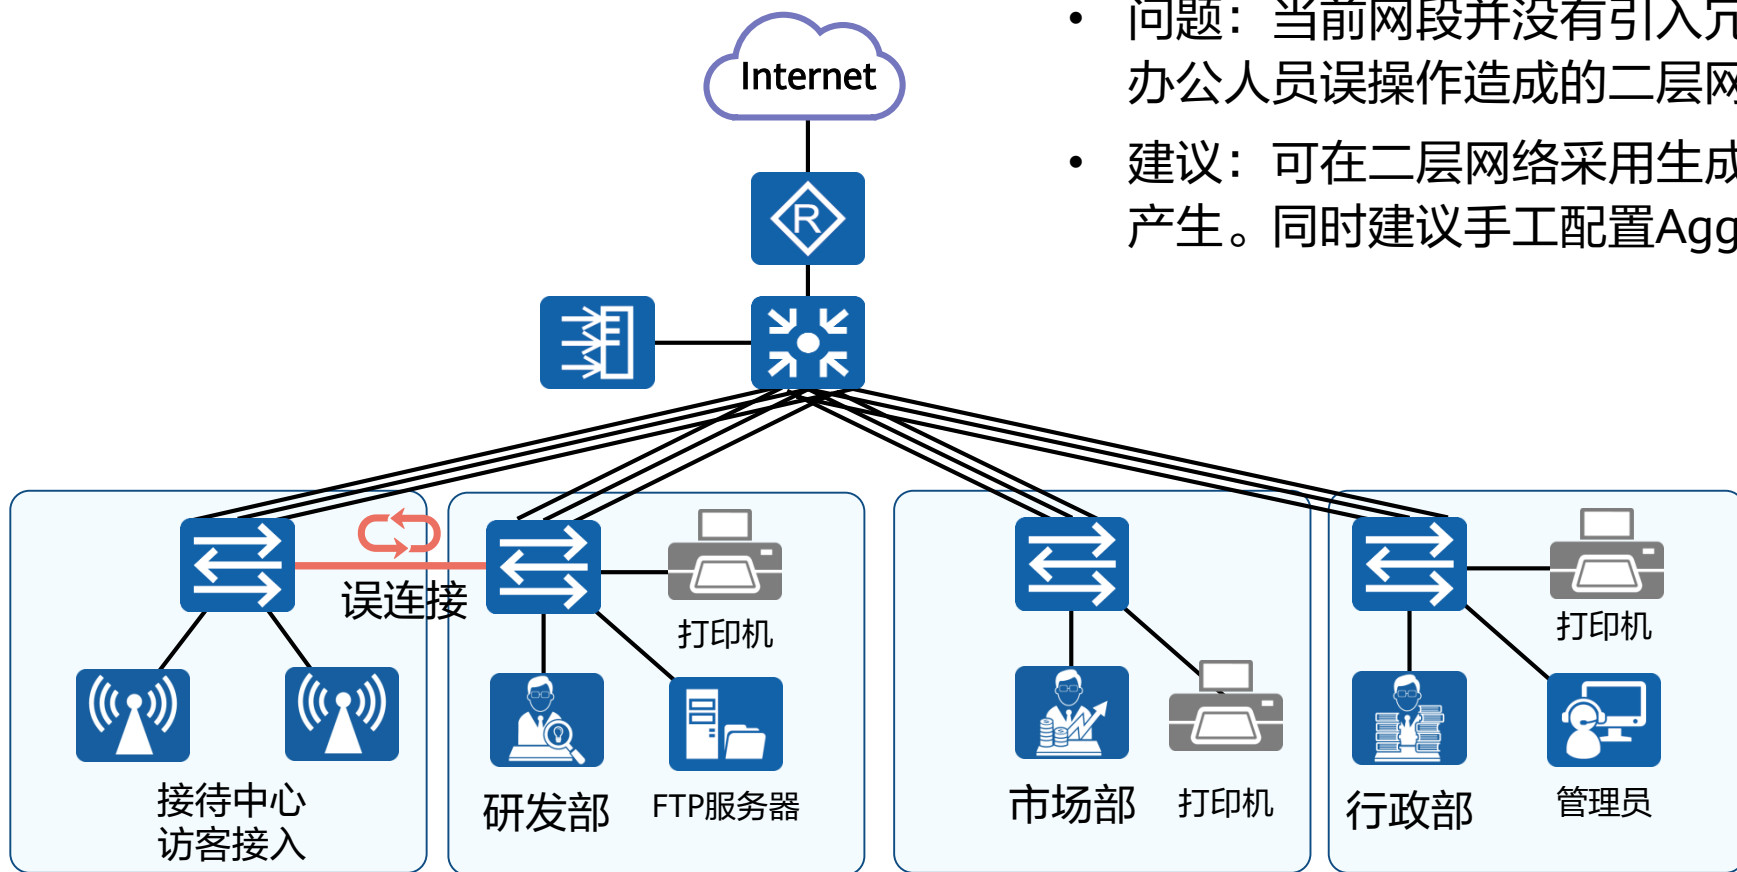 • 问题：当前网段并没有引入冗
办公人员误操作造成的二层网
• 建议：可在二层网络采用生成
产生。同时建议手工配置Agg
Internet
R
误连接
打印机
打印机
接待中心
访客接入
研发部
FTP服务器
市场部
打印机
行政部
管理员